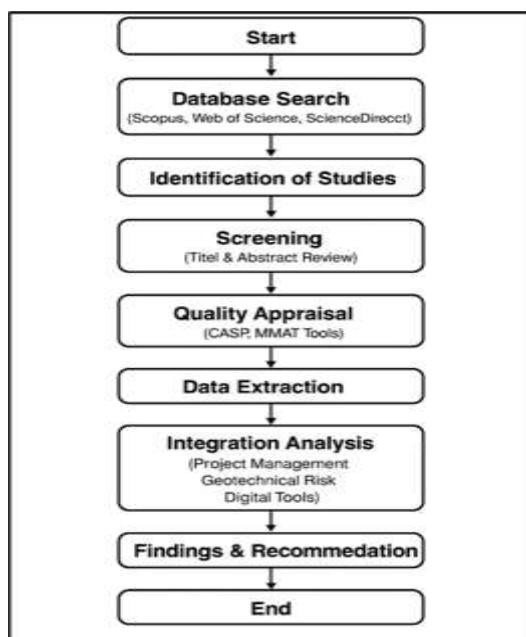 Start
Database Search
(Scopus, Web of Science, ScienceDirecct)
Identification of Studies
Screening
(Titel & Abstract Review)
Quality Appraisal
(CASP, MMAT Tools)
Data Extraction
Integration Analysis
(Project Management
Geotechnical Risk
Digital Tools)
Findings & Recommedation
End